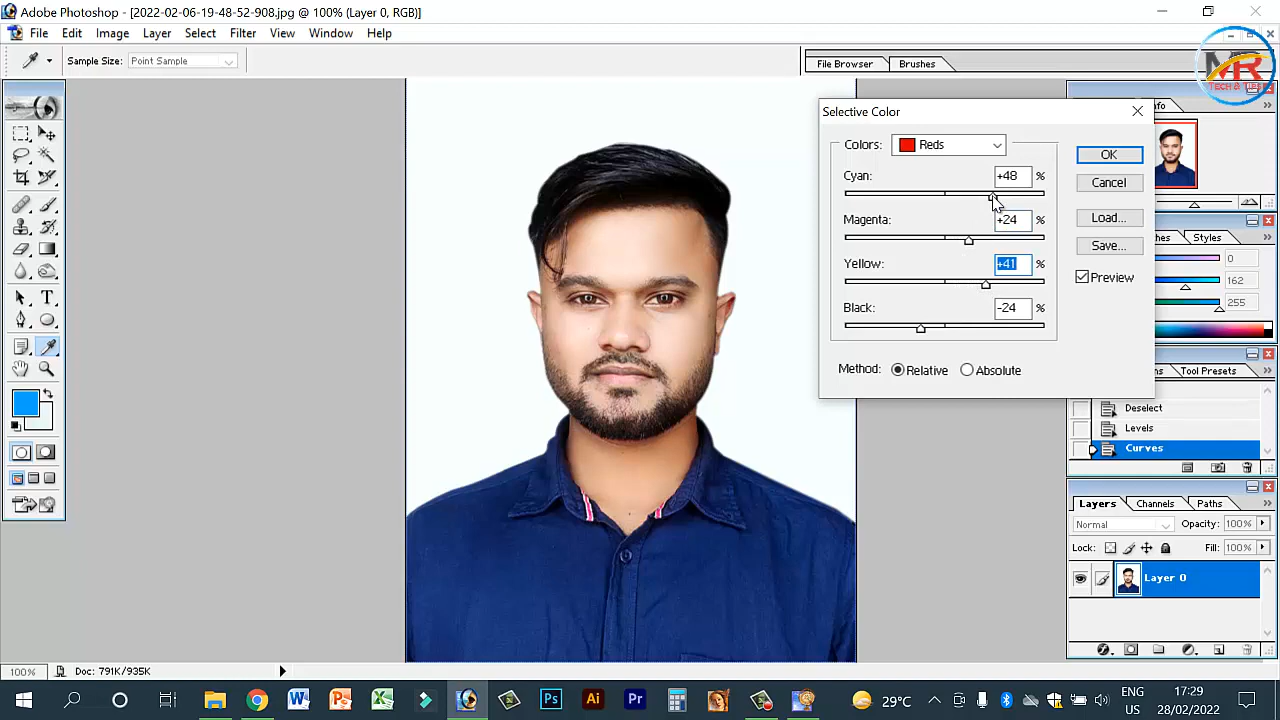 Adobe Photoshop - [2022-02-06-19-48-52-908.jpg @ 100% (Layer 0, RGB)]
File Edit Image Layer Select Filter View Window Help
Sample Size: Point Sample
File Browser Brushes
MR
TECH & TIPS
Info
Selective Color
Colors: Reds
OK
Cyan: +48 %
Cancel
Magenta: +24 %
Load...
Save...
Yellow: +41 %
Preview
Black: -24 %
Method: Relative Absolute
Styles
0
162
255
Tool Presets
Deselect
Levels
Curves
Layers Channels Paths
Normal Opacity: 100%
Lock: Fill: 100%
Layer 0
100% Doc: 791K/935K
W P X Ps Ai Pr
29°C
ENG
US
17:29
28/02/2022